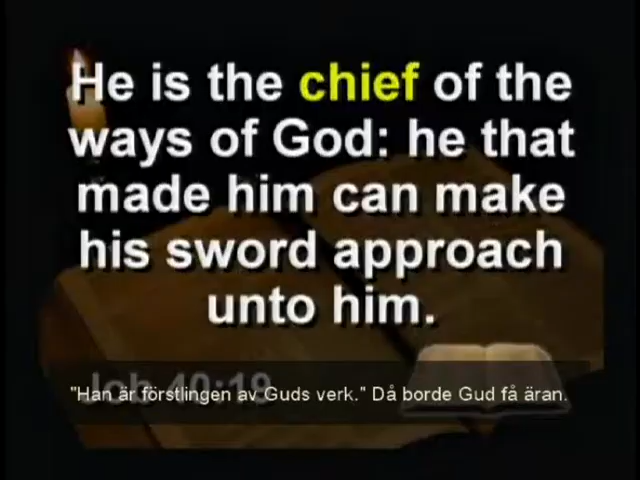 He is the chief of the
ways of God: he that
made him can make
his sword approach
unto him.
Job 40:19
"Han är förstlingen av Guds verk." Då borde Gud få äran.